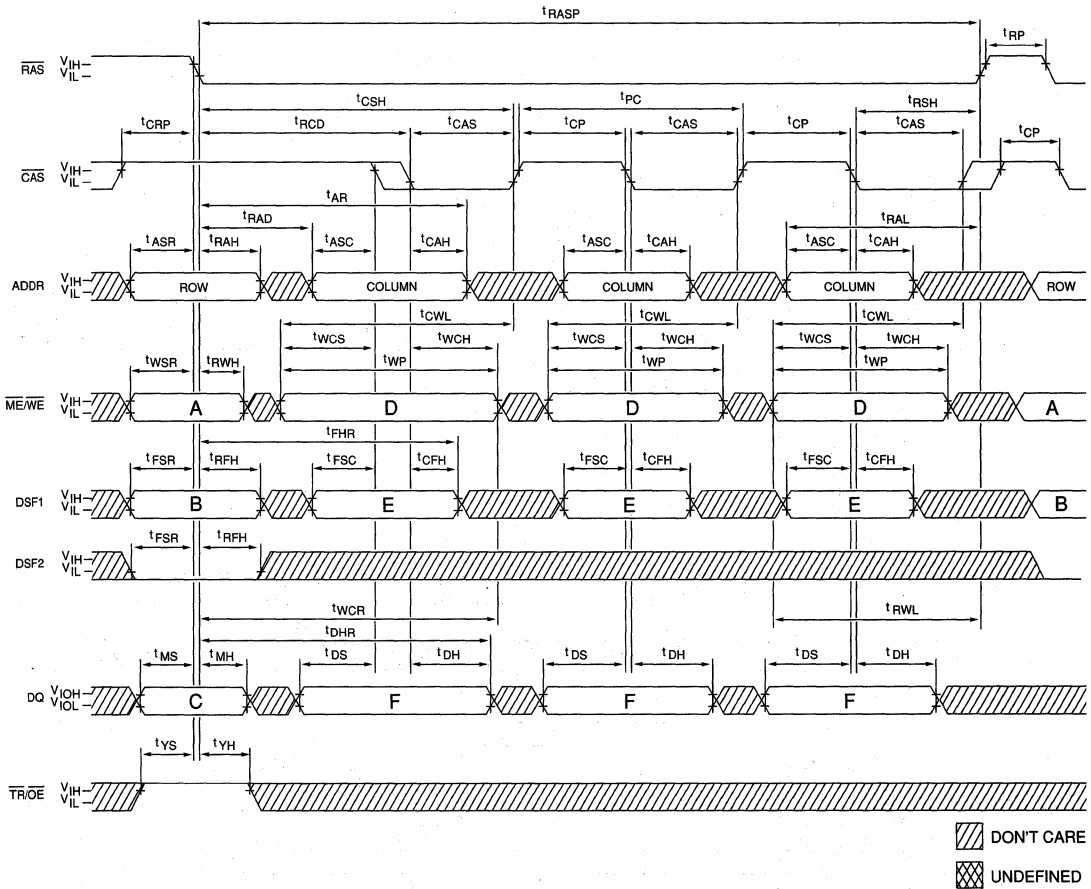 tRASP
tRP
RAS VIH VIL
tCSH tPC tRSH
tCRP tRCD tCAS tCP tCAS tCP tCAS tCP
CAS VIH VIL
tAR
tRAD tRAL
tASR tRAH tASC tCAH tASC tCAH tASC tCAH
ADDR VIH VIL ROW COLUMN COLUMN COLUMN ROW
tCWL tCWL tCWL
tWCS tWCH tWCS tWCH tWCS tWCH
tWSR tRWH tWP tWP tWP
ME/WE VIH VIL A D D D A
tFHR
tFSR tRFH tFSC tCFH tFSC tCFH tFSC tCFH
DSF1 VIH VIL B E E E B
tFSR tRFH
DSF2 VIH VIL
tWCR tRWL
tDHR
tMS tMH tDS tDH tDS tDH tDS tDH
DQ VIOH VIOL C F F F
tYS tYH
TR/OE VIH VIL
DON'T CARE
UNDEFINED